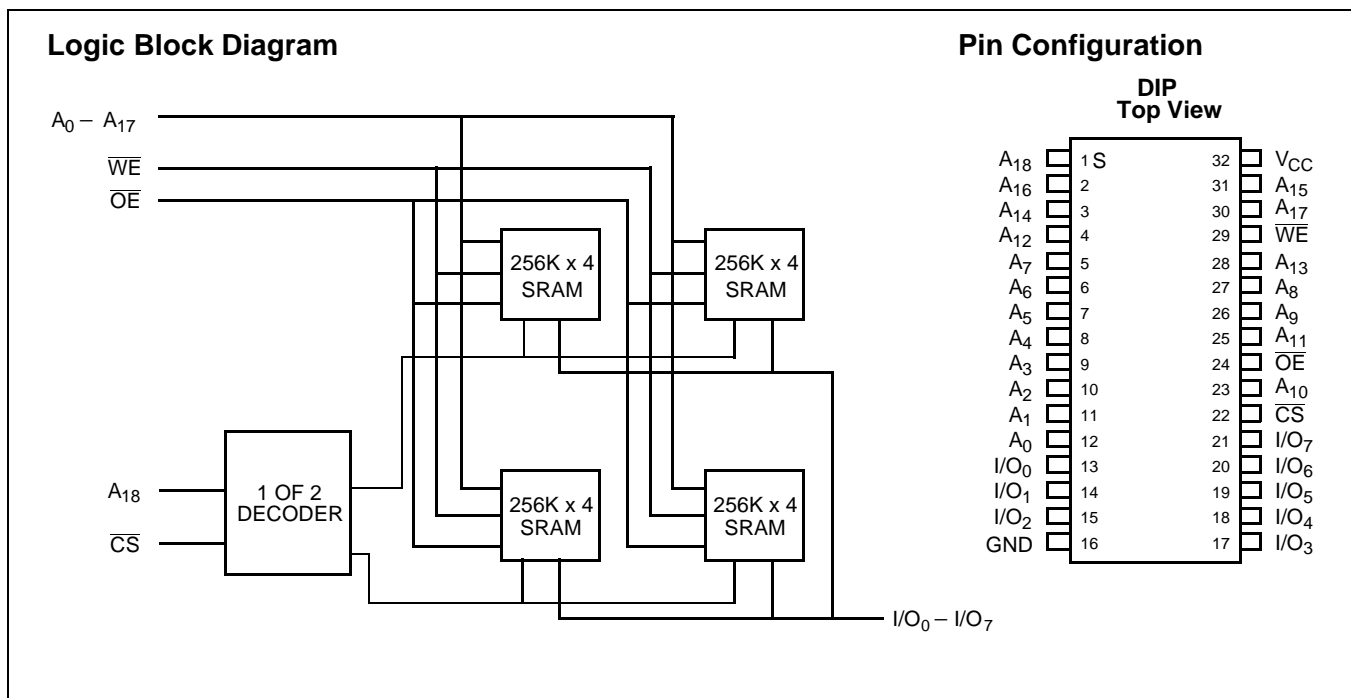 Logic Block Diagram
A0 – A17
WE
OE
256K x 4
SRAM
256K x 4
SRAM
A18
CS
1 OF 2
DECODER
256K x 4
SRAM
256K x 4
SRAM
I/O0 – I/O7
Pin Configuration
DIP
Top View
A18 1 S 32 VCC
A16 2 31 A15
A14 3 30 A17
A12 4 29 WE
A7 5 28 A13
A6 6 27 A8
A5 7 26 A9
A4 8 25 A11
A3 9 24 OE
A2 10 23 A10
A1 11 22 CS
A0 12 21 I/O7
I/O0 13 20 I/O6
I/O1 14 19 I/O5
I/O2 15 18 I/O4
GND 16 17 I/O3